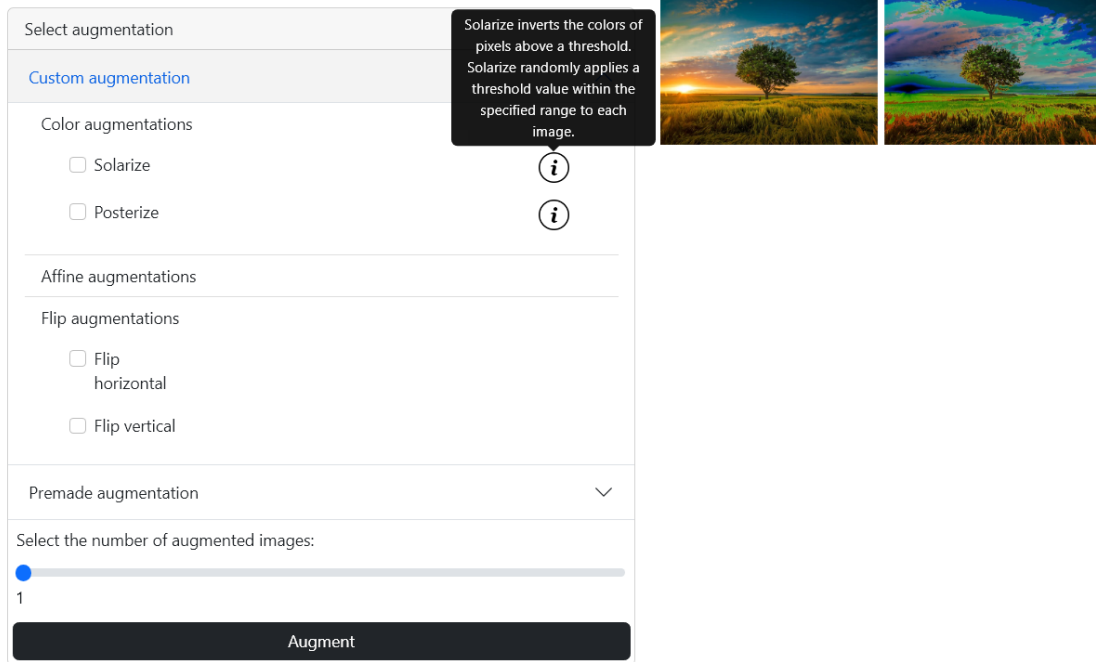 Select augmentation
Solarize inverts the colors of
pixels above a threshold.
Solarize randomly applies a
threshold value within the
specified range to each
image.
Custom augmentation
Color augmentations
Solarize
i
Posterize
i
Affine augmentations
Flip augmentations
Flip
horizontal
Flip vertical
Premade augmentation
Select the number of augmented images:
1
Augment